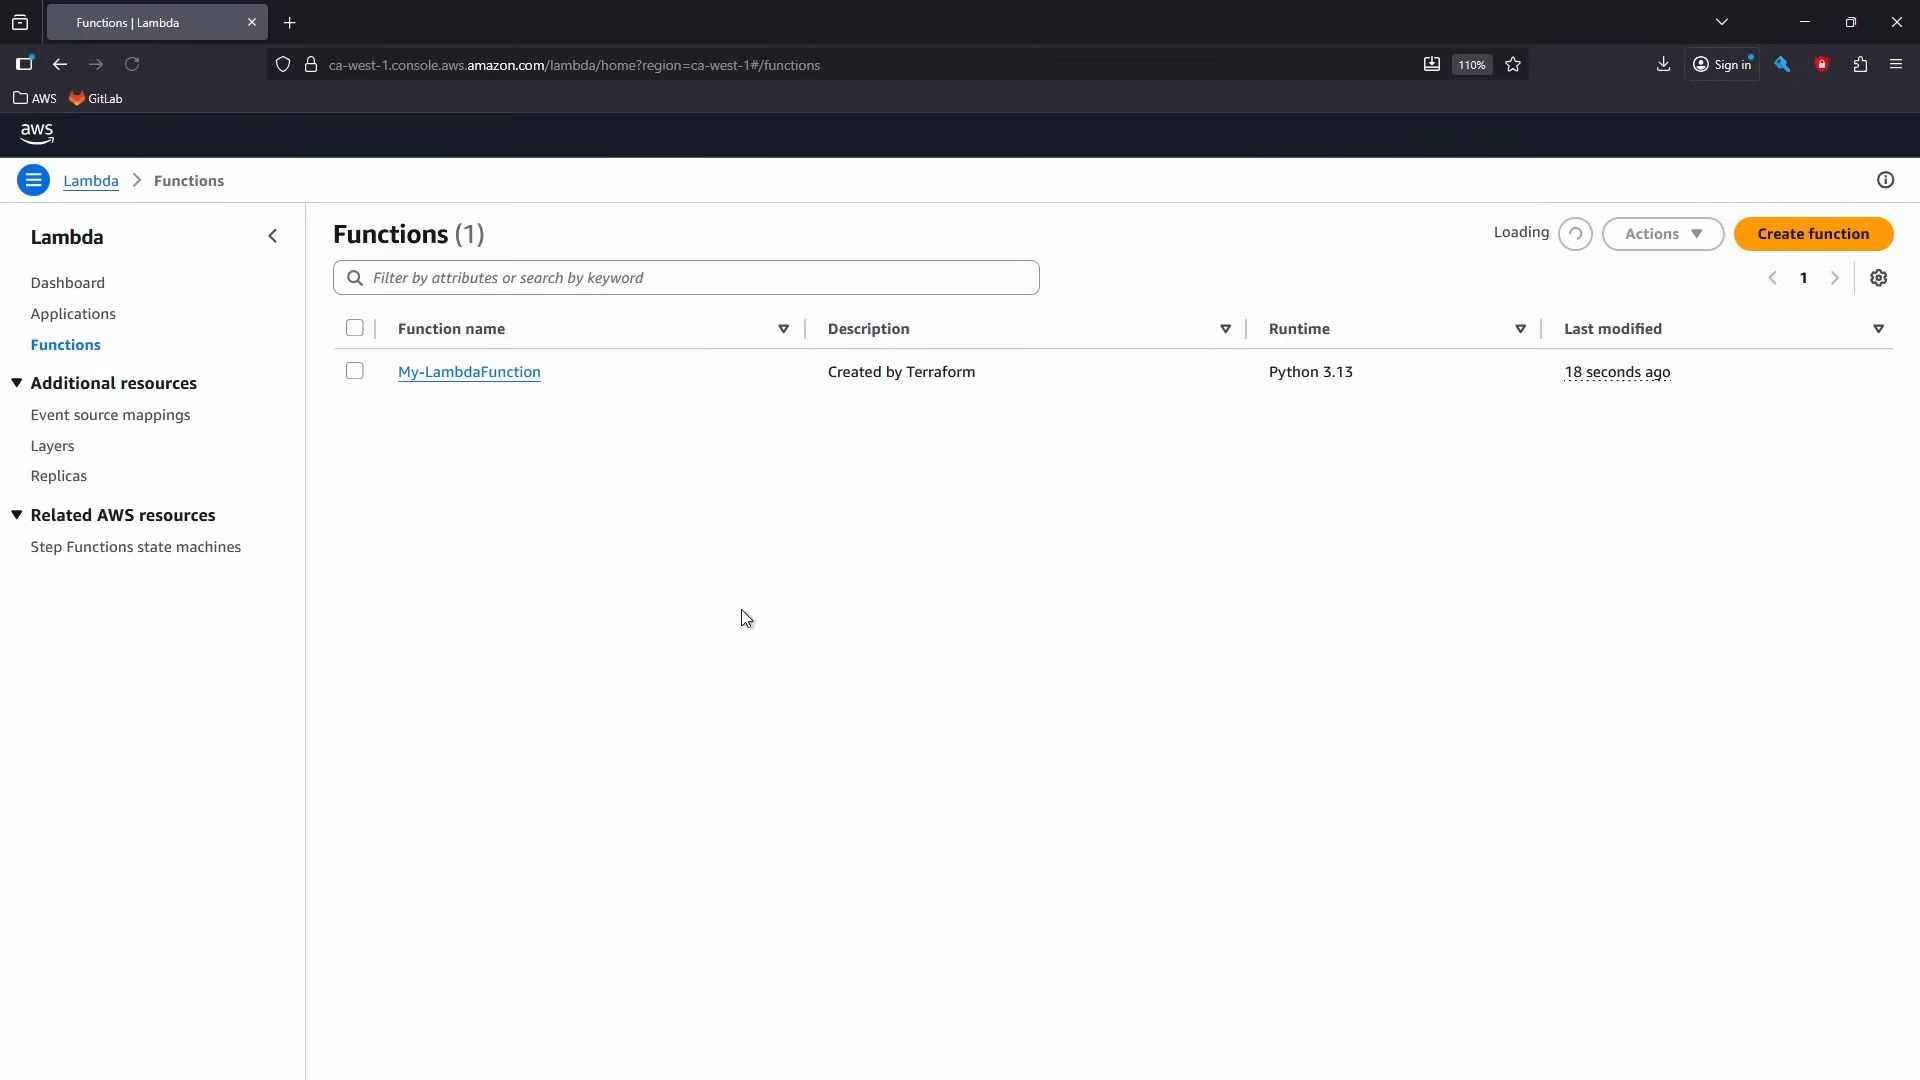 Functions | Lambda
ca-west-1.console.aws.amazon.com/lambda/home?region=ca-west-1#/functions
110%
Sign in
AWS
GitLab
aws
Lambda
Functions
Lambda
Dashboard
Applications
Functions
Additional resources
Event source mappings
Layers
Replicas
Related AWS resources
Step Functions state machines
Functions (1)
Loading
Actions
Create function
Filter by attributes or search by keyword
1
Function name
Description
Runtime
Last modified
My-LambdaFunction
Created by Terraform
Python 3.13
18 seconds ago